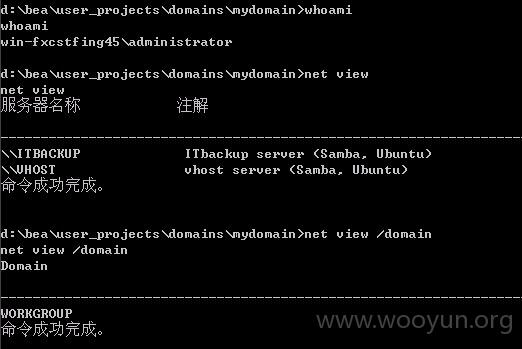 d:\bea\user_projects\domains\mydomain>whoami
whoami
win-fxcstfing45\administrator
d:\bea\user_projects\domains\mydomain>net view
net view
服务器名称 注解
-------------------------------------------------------------------------------
\\ITBACKUP ITbackup server (Samba, Ubuntu)
\\VHOST vhost server (Samba, Ubuntu)
命令成功完成。
d:\bea\user_projects\domains\mydomain>net view /domain
net view /domain
Domain
-------------------------------------------------------------------------------
WORKGROUP
命令成功完成。
www.wooyun.org